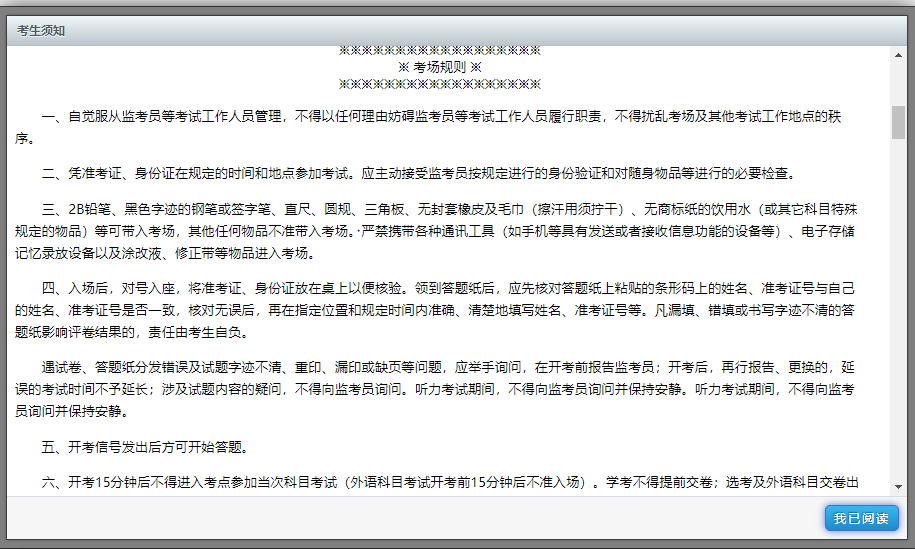 考生须知
※※※※※※※※※※※※※※※※※※
※ 考场规则 ※
※※※※※※※※※※※※※※※※※※
一、自觉服从监考员等考试工作人员管理，不得以任何理由妨碍监考员等考试工作人员履行职责，不得扰乱考场及其他考试工作地点的秩
序。
二、凭准考证、身份证在规定的时间和地点参加考试。应主动接受监考员按规定进行的身份验证和对随身物品等进行的必要检查。
三、2B铅笔、黑色字迹的钢笔或签字笔、直尺、圆规、三角板、无封套橡皮及毛巾（擦汗用须拧干）、无商标纸的饮用水（或其它科目特殊
规定的物品）等可带入考场，其他任何物品不准带入考场。·严禁携带各种通讯工具（如手机等具有发送或者接收信息功能的设备等）、电子存储
记忆录放设备以及涂改液、修正带等物品进入考场。
四、入场后，对号入座，将准考证、身份证放在桌上以便核验。领到答题纸后，应先核对答题纸上粘贴的条形码上的姓名、准考证号与自己
的姓名、准考证号是否一致，核对无误后，再在指定位置和规定时间内准确、清楚地填写姓名、准考证号等。凡漏填、错填或书写字迹不清的答
题纸影响评卷结果的，责任由考生自负。
遇试卷、答题纸分发错误及试题字迹不清、重印、漏印或缺页等问题，应举手询问，在开考前报告监考员；开考后，再行报告、更换的，延
误的考试时间不予延长；涉及试题内容的疑问，不得向监考员询问。听力考试期间，不得向监考员询问并保持安静。听力考试期间，不得向监考
员询问并保持安静。
五、开考信号发出后方可开始答题。
六、开考15分钟后不得进入考点参加当次科目考试（外语科目考试开考前15分钟后不准入场）。学考不得提前交卷；选考及外语科目交卷出
我已阅读